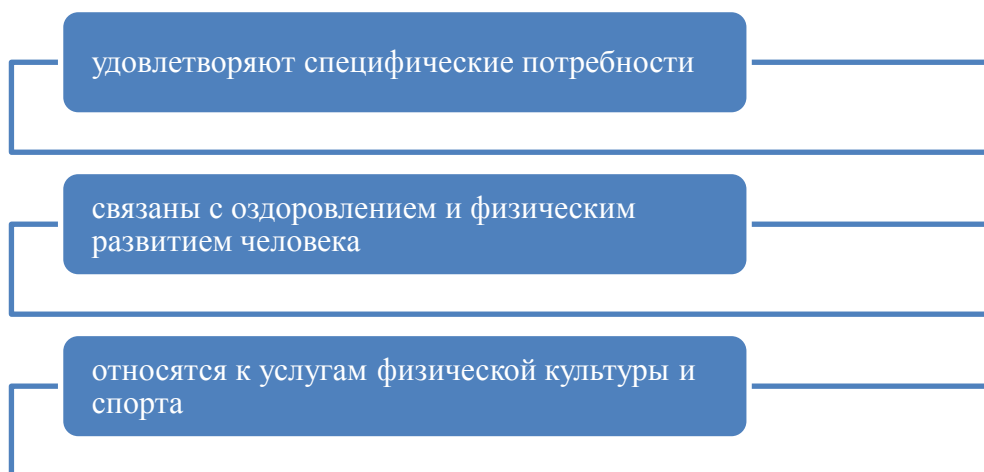 удовлетворяют специфические потребности
связаны с оздоровлением и физическим
развитием человека
относятся к услугам физической культуры и
спорта